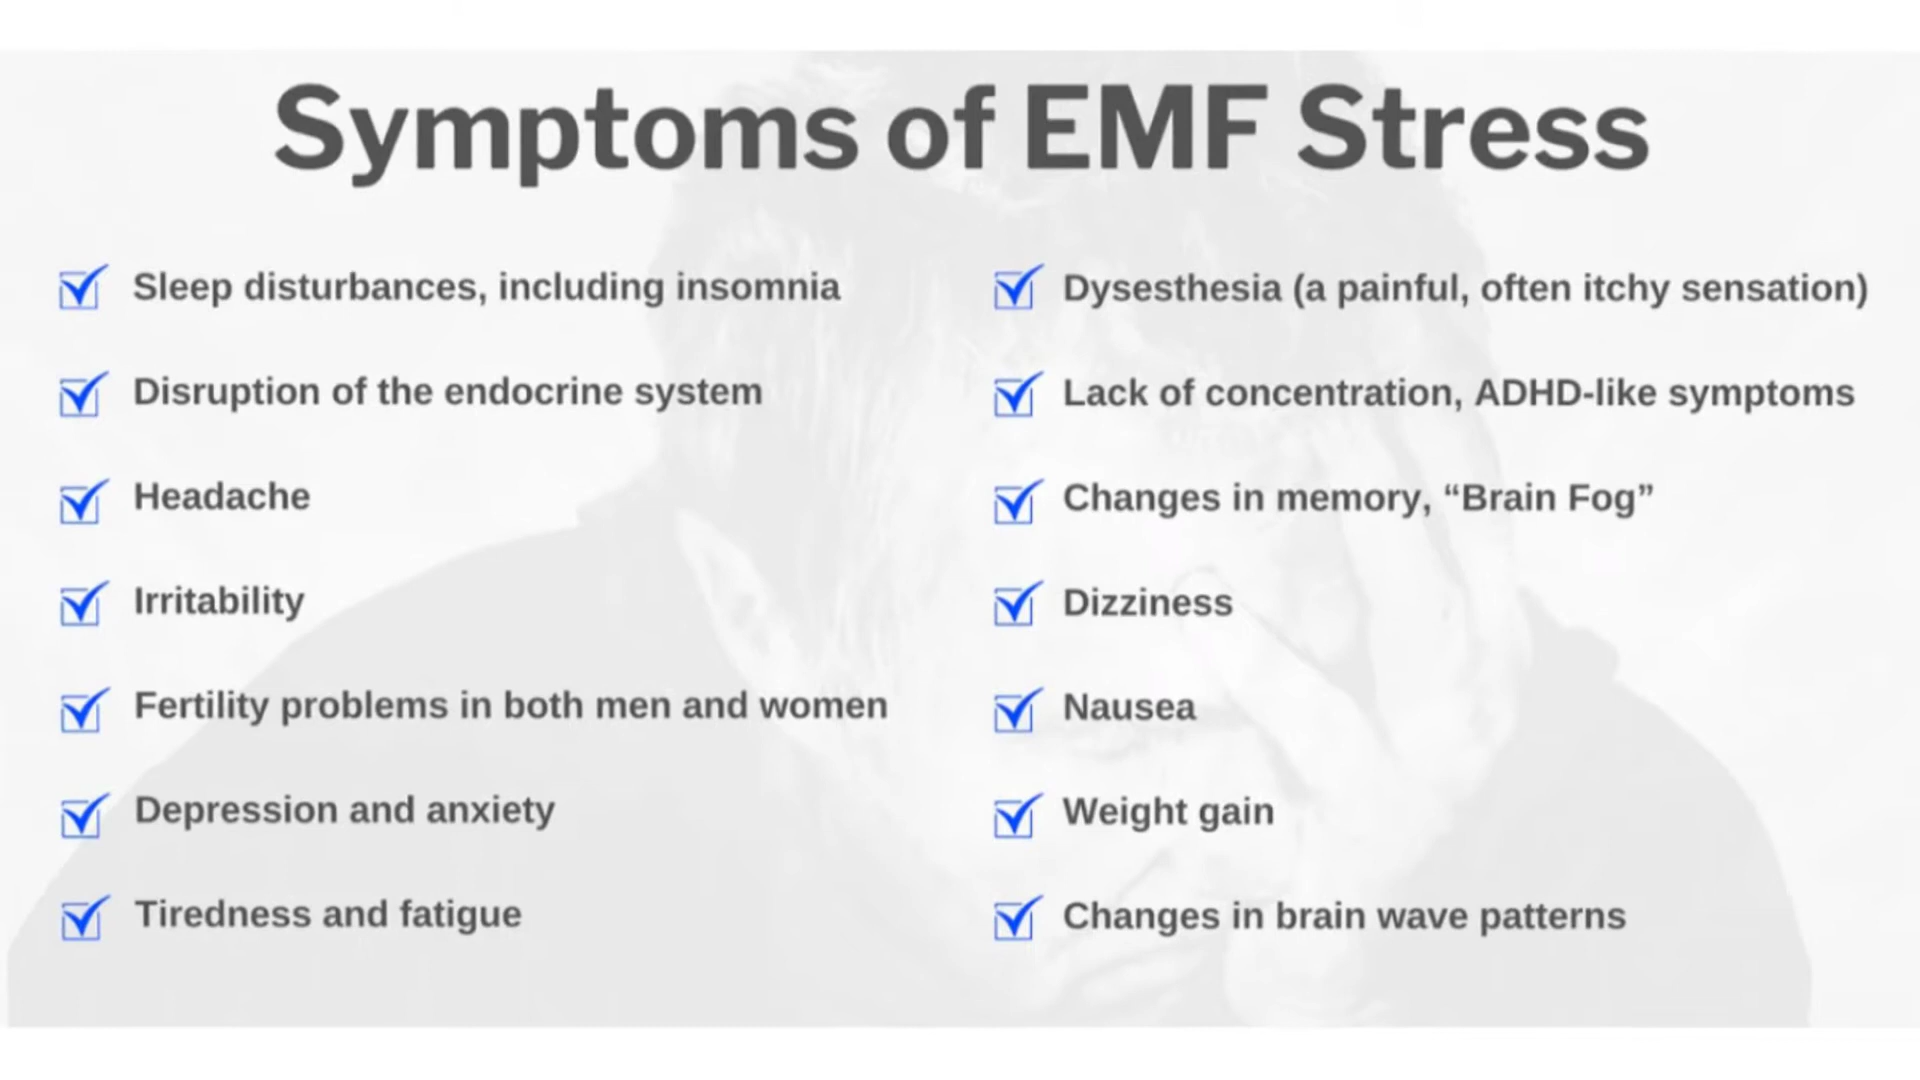 Symptoms of EMF Stress
Sleep disturbances, including insomnia
Disruption of the endocrine system
Headache
Irritability
Fertility problems in both men and women
Depression and anxiety
Tiredness and fatigue
Dysesthesia (a painful, often itchy sensation)
Lack of concentration, ADHD-like symptoms
Changes in memory, “Brain Fog”
Dizziness
Nausea
Weight gain
Changes in brain wave patterns